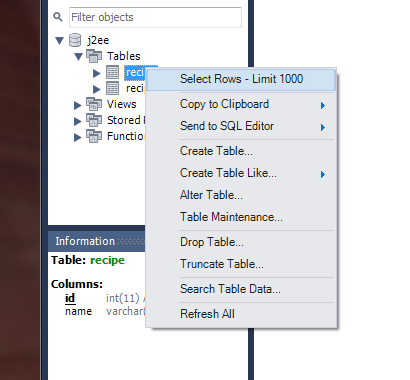 Filter objects
j2ee
Tables
reci
Select Rows - Limit 1000
reci
Views
Copy to Clipboard
Stored
Send to SQL Editor
Function
Create Table...
Create Table Like...
Alter Table...
Table Maintenance...
Drop Table...
Truncate Table...
Search Table Data...
Refresh All
Information
Table: recipe
Columns:
id int(11)
name varchar(